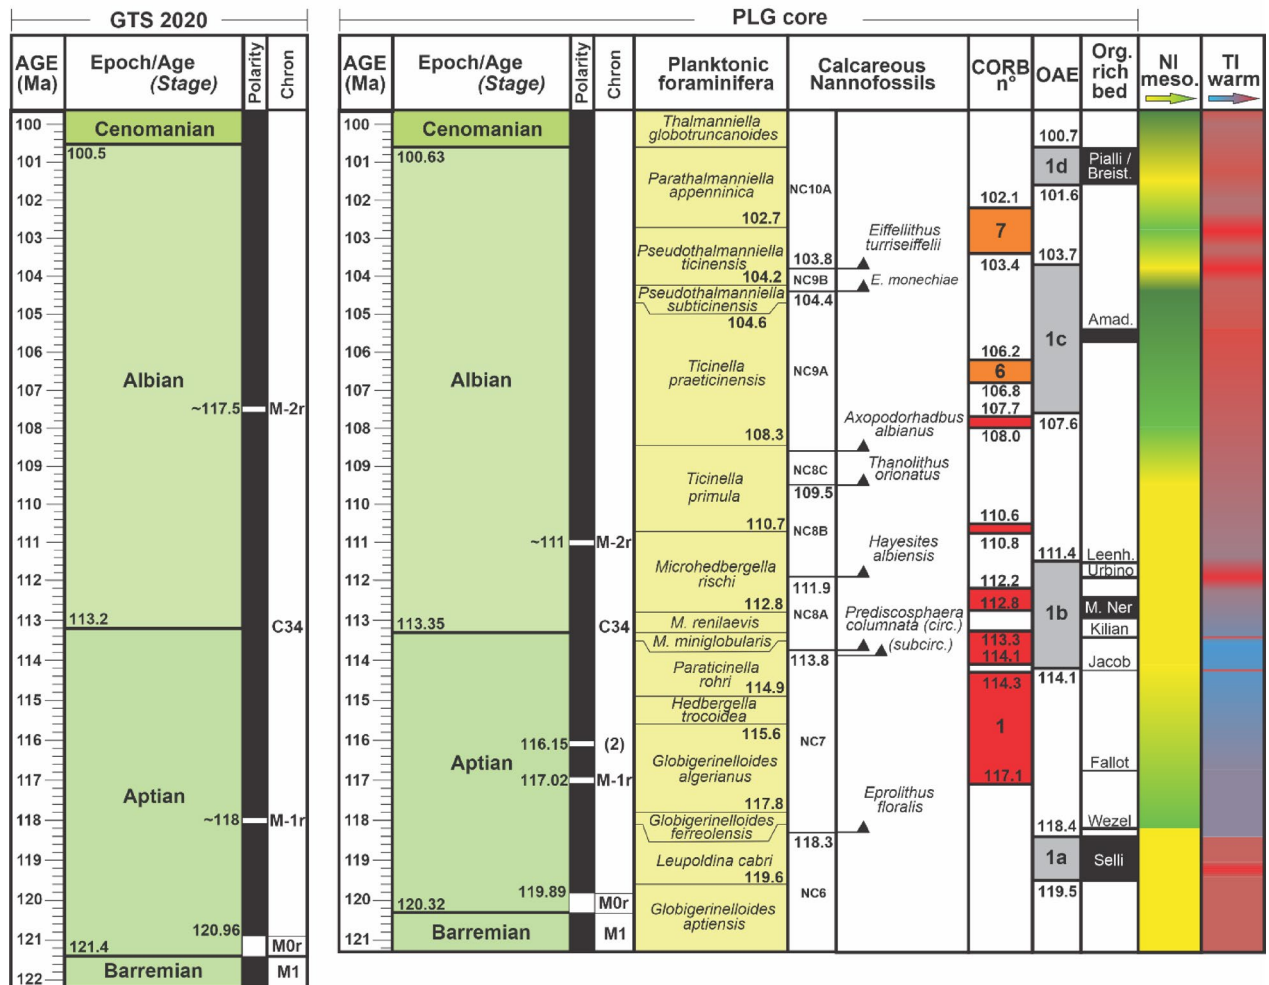 GTS 2020
PLG core
AGE
(Ma)
Epoch/Age
(Stage)
Polarity
Chron
AGE
(Ma)
Epoch/Age
(Stage)
Polarity
Chron
Planktonic
foraminifera
Calcareous
Nannofossils
CORB
n°
OAE
Org.
rich
bed
NI
meso.
TI
warm
100
101
102
103
104
105
106
107
108
109
110
111
112
113
114
115
116
117
118
119
120
121
122
Cenomanian
100.5
Albian
~117.5
M-2r
113.2
C34
Aptian
~118
M-1r
120.96
121.4
M0r
Barremian
M1
100
101
102
103
104
105
106
107
108
109
110
111
112
113
114
115
116
117
118
119
120
121
Cenomanian
100.63
Albian
~111
M-2r
113.35
C34
116.15
(2)
Aptian
117.02
M-1r
119.89
120.32
M0r
Barremian
M1
Thalmanniella
globotruncanoides
Parathalmanniella
appenninica
102.7
Pseudothalmanniella
ticinensis
104.2
Pseudothalmanniella
subticinensis
104.6
Ticinella
praeticinensis
108.3
Ticinella
primula
110.7
Microhedbergella
rischi
112.8
M. renilaevis
M. miniglobularis
Paraticinella
rohri
114.9
Hedbergella
trocoidea
115.6
Globigerinelloides
algerianus
117.8
Globigerinelloides
ferreolensis
Leupoldina cabri
119.6
Globigerinelloides
aptiensis
NC10A
103.8
NC9B
104.4
NC9A
NC8C
109.5
NC8B
111.9
NC8A
113.8
NC7
118.3
NC6
Eiffellithus
turriseiffelii
E. monechiae
Axopodorhadbus
albianus
Thanolithus
orionatus
Hayesites
albiensis
Prediscosphaera
columnata (circ.)
(subcirc.)
Eprolithus
floralis
102.1
7
103.4
106.2
6
106.8
107.7
108.0
110.6
110.8
112.2
112.8
113.3
114.1
114.3
1
117.1
100.7
1d
101.6
103.7
1c
107.6
111.4
1b
114.1
118.4
1a
119.5
Pialli /
Breist.
Amad.
Leenh.
Urbino
M. Ner
Kilian
Jacob
Fallot
Wezel
Selli